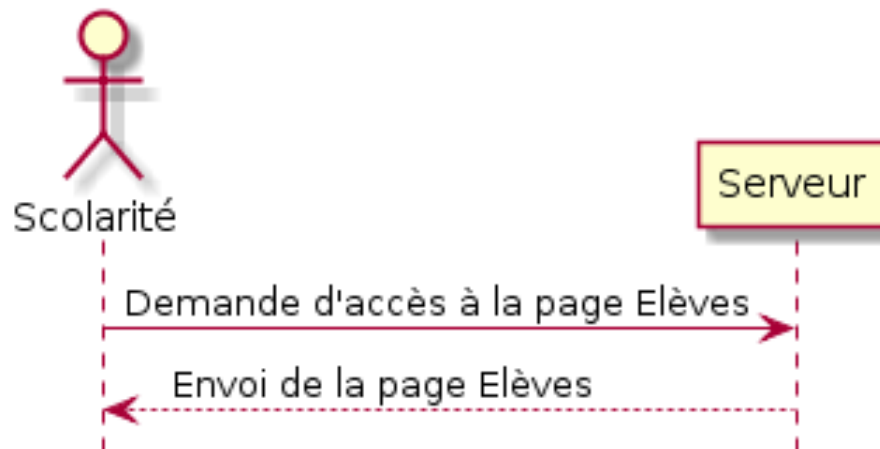 Scolarité
Serveur
Demande d'accès à la page Elèves
Envoi de la page Elèves